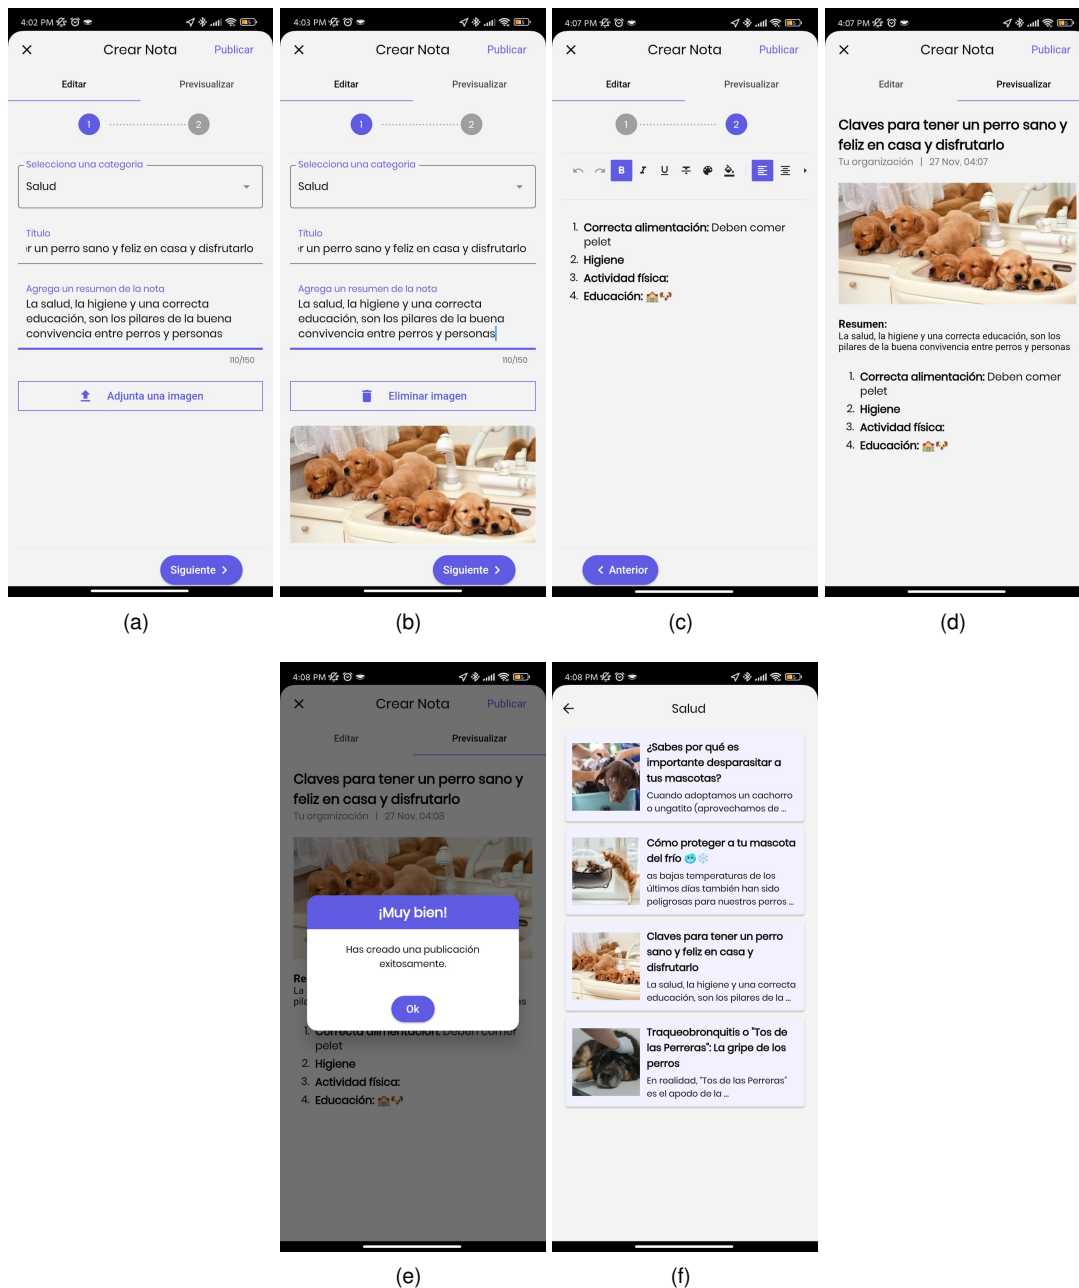 4:02 PM
Crear Nota Publicar
Editar Previsualizar
1 2
Selecciona una categoria
Salud
Título
r un perro sano y feliz en casa y disfrutarlo
Agrega un resumen de la nota
La salud, la higiene y una correcta
educación, son los pilares de la buena
convivencia entre perros y personas
110/150
Adjunta una imagen
Siguiente
(a)
4:03 PM
Crear Nota Publicar
Editar Previsualizar
1 2
Selecciona una categoria
Salud
Título
r un perro sano y feliz en casa y disfrutarlo
Agrega un resumen de la nota
La salud, la higiene y una correcta
educación, son los pilares de la buena
convivencia entre perros y personas
110/150
Eliminar imagen
Siguiente
(b)
4:07 PM
Crear Nota Publicar
Editar Previsualizar
1 2
B I U T
1. Correcta alimentación: Deben comer
pelet
2. Higiene
3. Actividad física:
4. Educación: 🏫🐶
Anterior
(c)
4:07 PM
Crear Nota Publicar
Editar Previsualizar
Claves para tener un perro sano y
feliz en casa y disfrutarlo
Tu organización | 27 Nov, 04:07
Resumen:
La salud, la higiene y una correcta educación, son los
pilares de la buena convivencia entre perros y personas
1. Correcta alimentación: Deben comer
pelet
2. Higiene
3. Actividad física:
4. Educación: 🏫🐶
(d)
4:08 PM
Crear Nota Publicar
Editar Previsualizar
Claves para tener un perro sano y
feliz en casa y disfrutarlo
Tu organización | 27 Nov, 04:08
¡Muy bien!
Has creado una publicación
exitosamente.
Ok
Re
La
pila as
1. Correcta alimentación: Deben comer
pelet
2. Higiene
3. Actividad física:
4. Educación: 🏫🐶
(e)
4:08 PM
Salud
¿Sabes por qué es
importante desparasitar a
tus mascotas?
Cuando adoptamos un cachorro
o ungatito (aprovechamos de ...
Cómo proteger a tu mascota
del frío 🥶❄️
as bajas temperaturas de los
últimos días también han sido
peligrosas para nuestros perros ...
Claves para tener un perro
sano y feliz en casa y
disfrutarlo
La salud, la higiene y una correcta
educación, son los pilares de la ...
Traqueobronquitis o "Tos de
las Perreras": La gripe de los
perros
En realidad, "Tos de las Perreras"
es el apodo de la ...
(f)